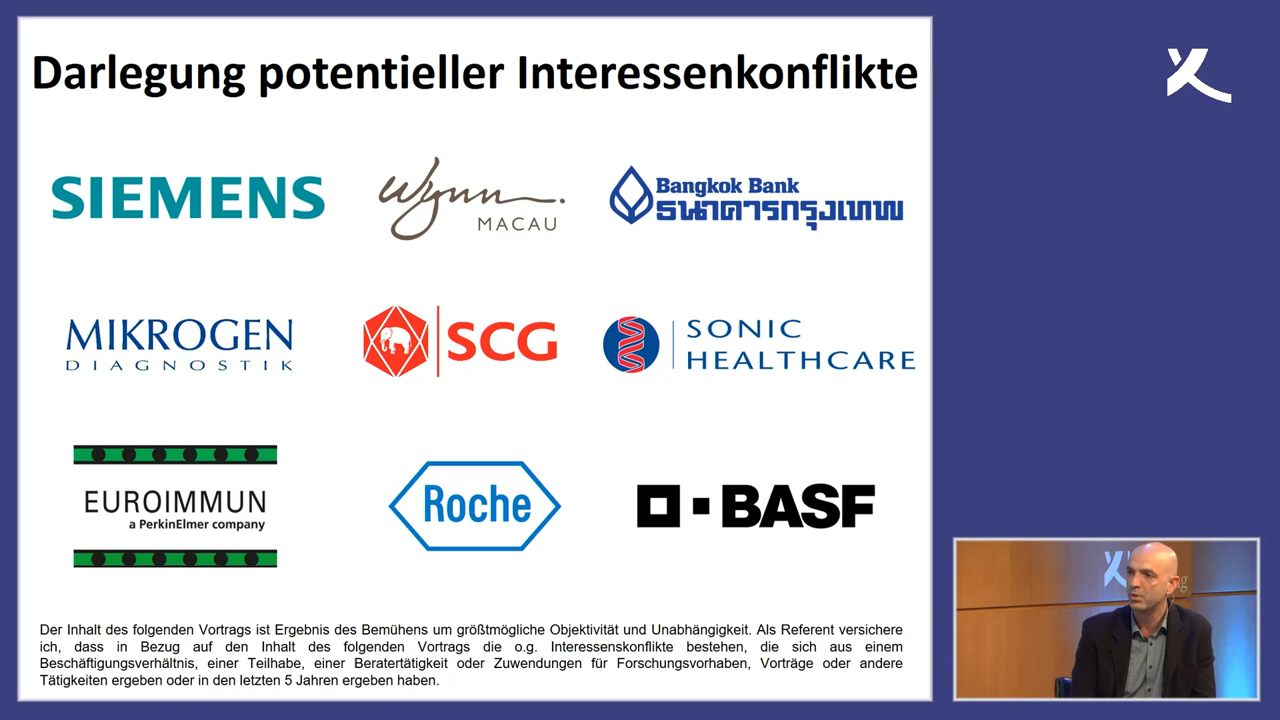 Darlegung potentieller Interessenkonflikte
SIEMENS
Wynn
MACAU
Bangkok Bank
ธนาคารกรุงเทพ
MIKROGEN
DIAGNOSTIK
SCG
SONIC
HEALTHCARE
EUROIMMUN
a PerkinElmer company
Roche
BASF
Der Inhalt des folgenden Vortrags ist Ergebnis des Bemühens um größtmögliche Objektivität und Unabhängigkeit. Als Referent versichere
ich, dass in Bezug auf den Inhalt des folgenden Vortrags die o.g. Interessenkonflikte bestehen, die sich aus einem
Beschäftigungsverhältnis, einer Teilhabe, einer Beratertätigkeit oder Zuwendungen für Forschungsvorhaben, Vorträge oder andere
Tätigkeiten ergeben oder in den letzten 5 Jahren ergeben haben.